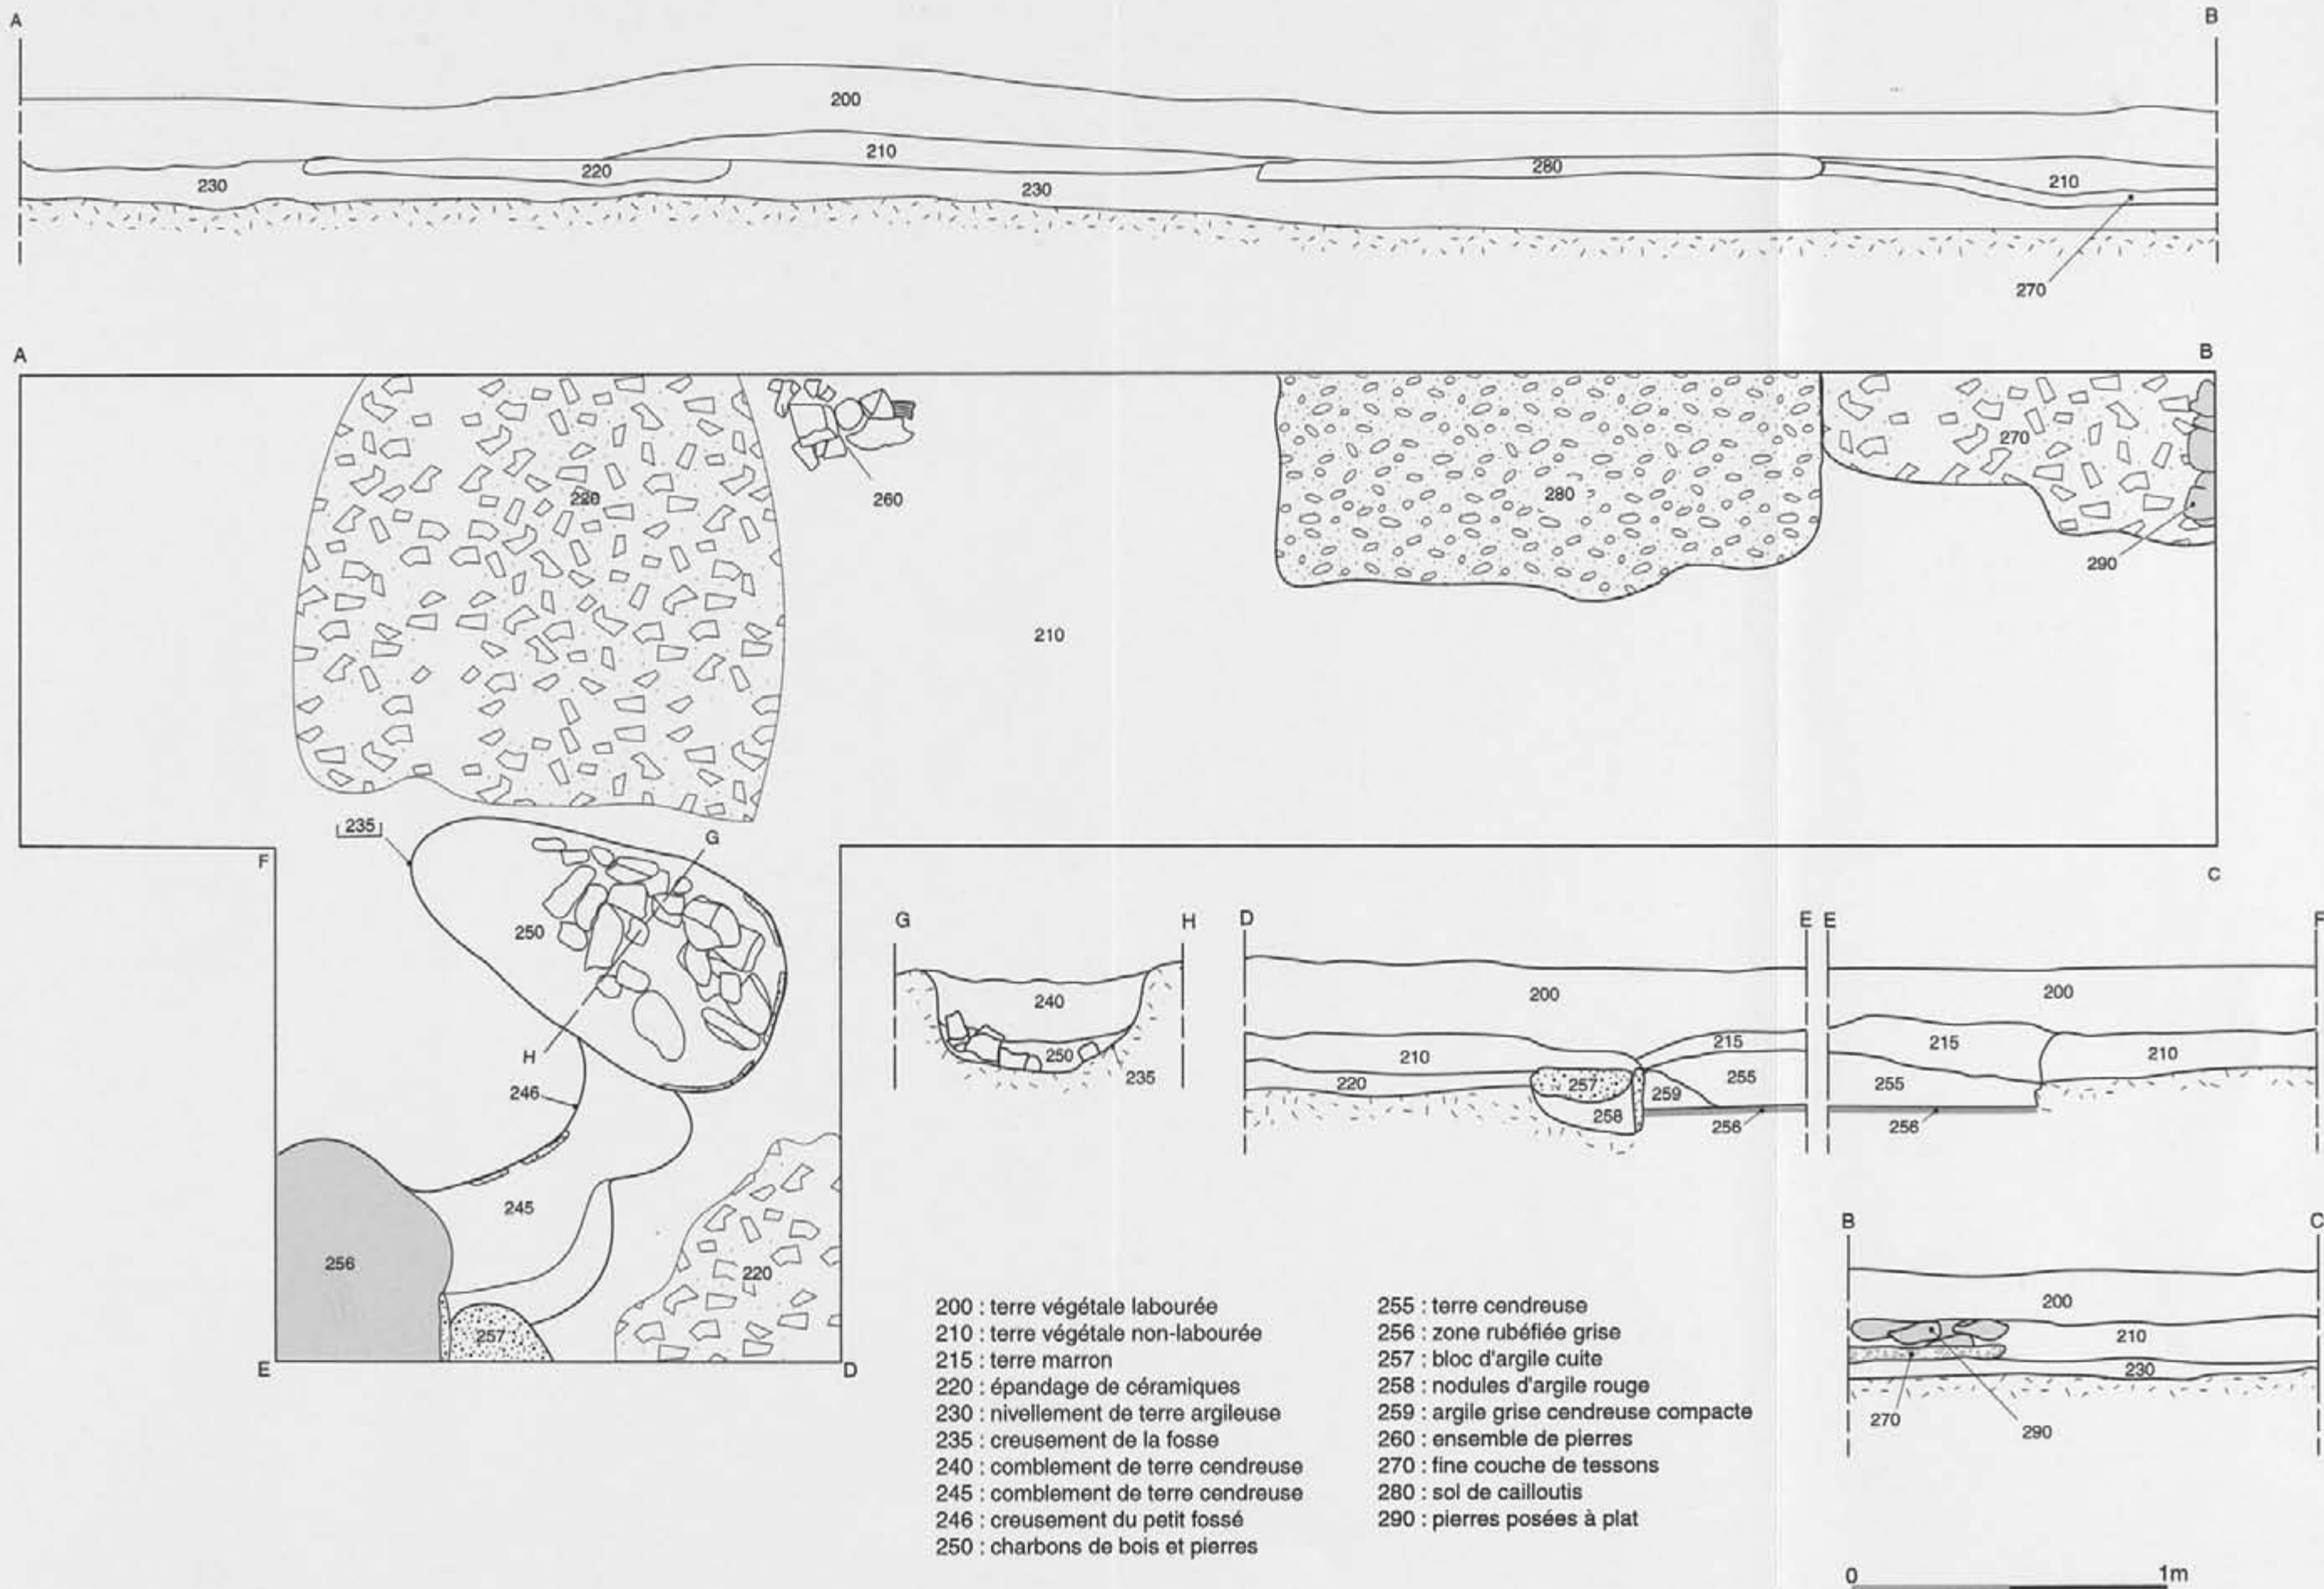 A B
200
210
220 280
230 230 210
270
A B
220 260 280 270
290
210
235 G
F C
250
H
246
245
256 220
257
E D
G H
240
250
235
D E E F
200 200
215 215
210 210
220 257 259 255 255
258 256 256
B C
200
210
230
270 290
200 : terre végétale labourée
210 : terre végétale non-labourée
215 : terre marron
220 : épandage de céramiques
230 : nivellement de terre argileuse
235 : creusement de la fosse
240 : comblement de terre cendreuse
245 : comblement de terre cendreuse
246 : creusement du petit fossé
250 : charbons de bois et pierres
255 : terre cendreuse
256 : zone rubéfiée grise
257 : bloc d'argile cuite
258 : nodules d'argile rouge
259 : argile grise cendreuse compacte
260 : ensemble de pierres
270 : fine couche de tessons
280 : sol de cailloutis
290 : pierres posées à plat
0 1m